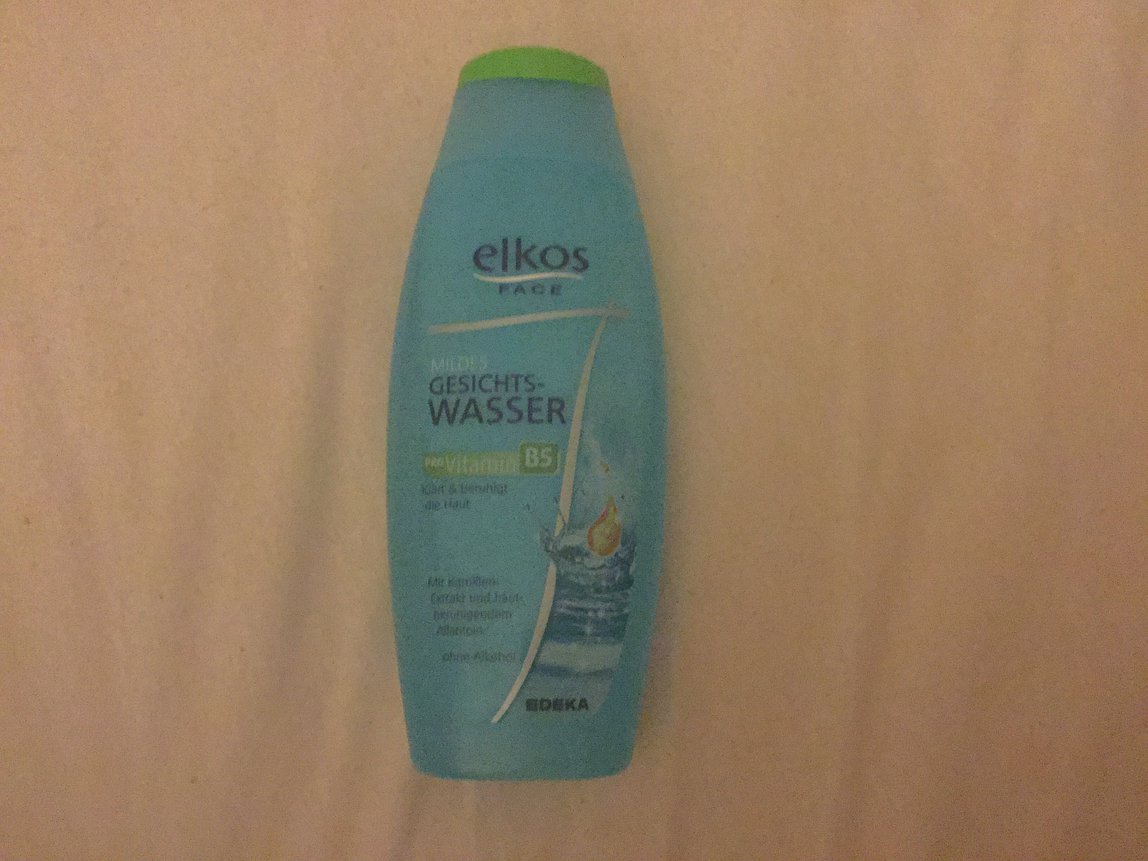 elkos
FACE
MILDES
GESICHTS-
WASSER
PRO Vitamin B5
Klärt & Beruhigt
die Haut
Mit Kamillen-
Extrakt und haut-
beruhigendem
Allantoin
ohne Alkohol
EDEKA